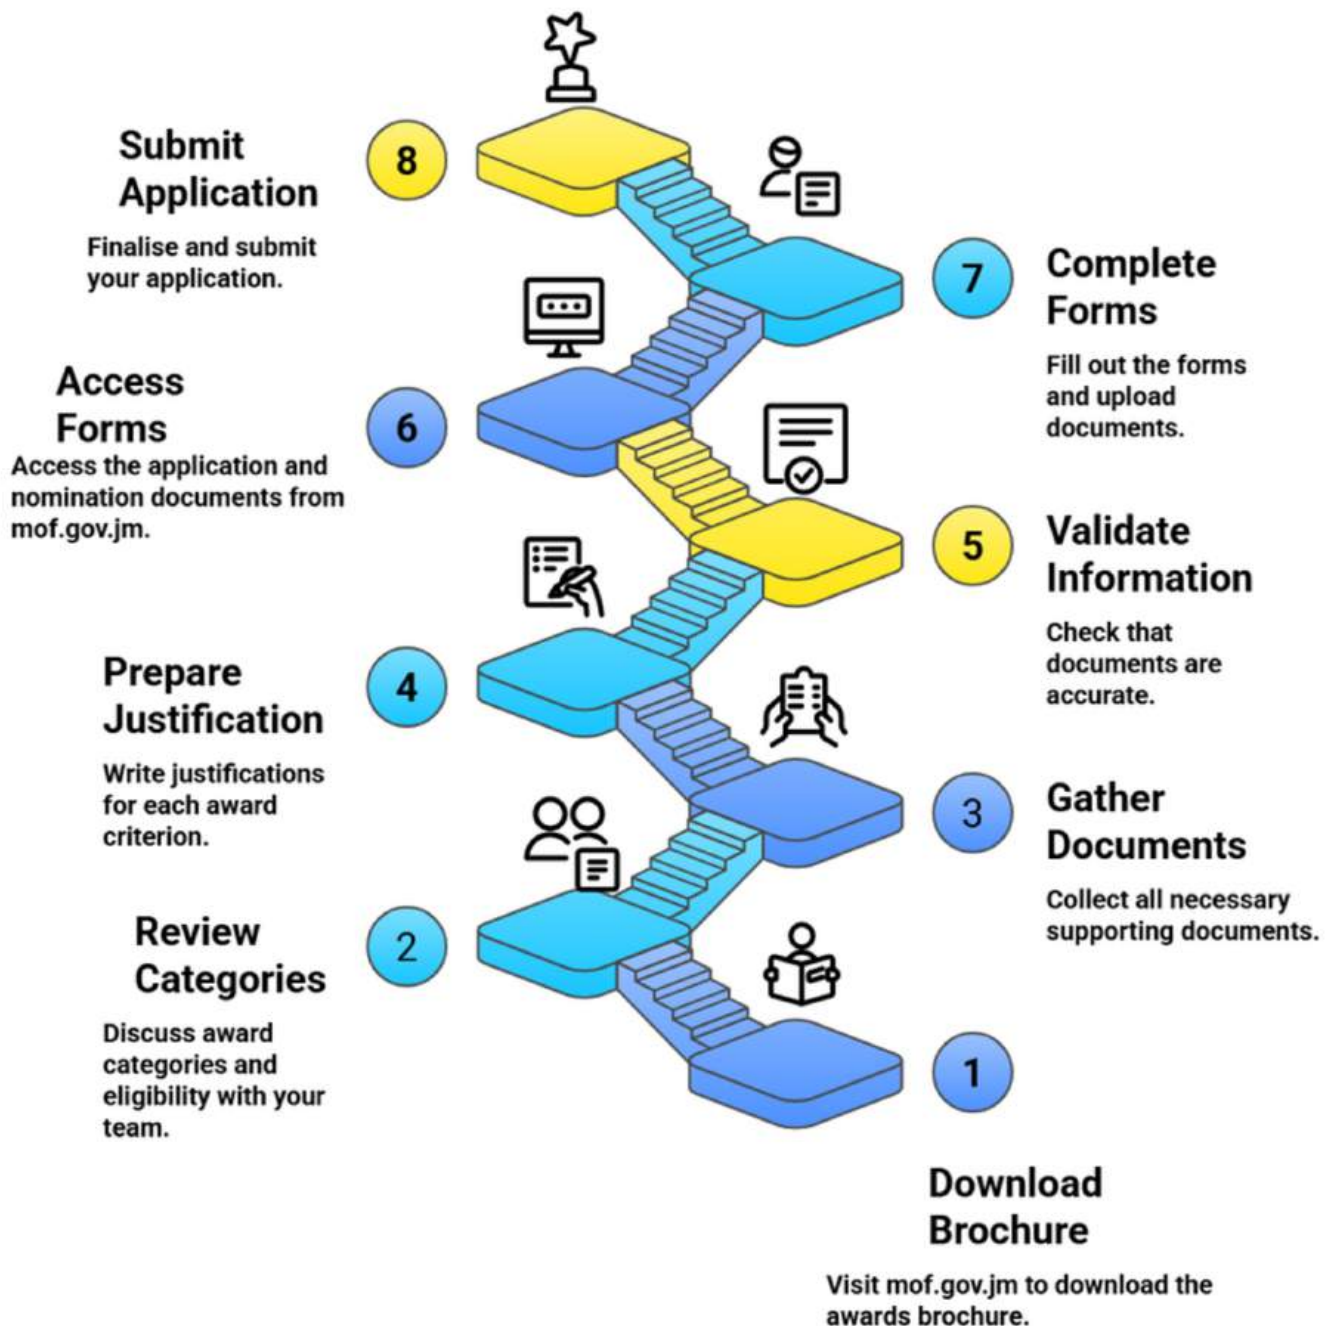 Submit
Application
8
Finalise and submit
your application.
7
Complete
Forms
Fill out the forms
and upload
documents.
Access
Forms
6
Access the application and
nomination documents from
mof.gov.jm.
5
Validate
Information
Check that
documents are
accurate.
Prepare
Justification
4
Write justifications
for each award
criterion.
3
Gather
Documents
Collect all necessary
supporting documents.
Review
Categories
2
Discuss award
categories and
eligibility with your
team.
1
Download
Brochure
Visit mof.gov.jm to download the
awards brochure.